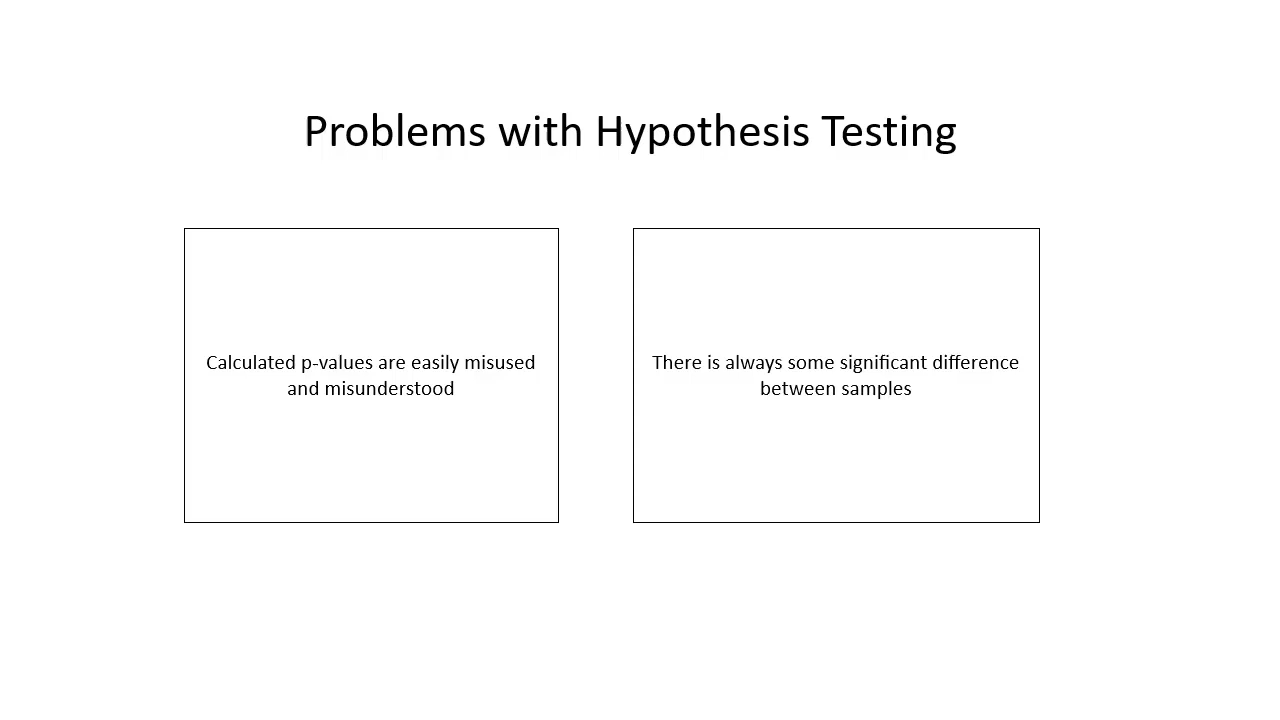 Problems with Hypothesis Testing
Calculated p-values are easily misused
and misunderstood
There is always some significant difference
between samples